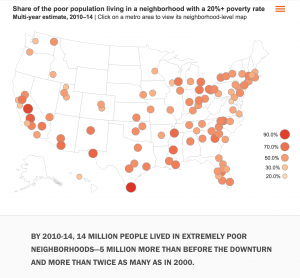 Share of the poor population living in a neighborhood with a 20%+ poverty rate
Multi-year estimate, 2010–14 | Click on a metro area to view its neighborhood-level map
90.0%
70.0%
50.0%
30.0%
20.0%
BY 2010-14, 14 MILLION PEOPLE LIVED IN EXTREMELY POOR
NEIGHBORHOODS—5 MILLION MORE THAN BEFORE THE DOWNTURN
AND MORE THAN TWICE AS MANY AS IN 2000.